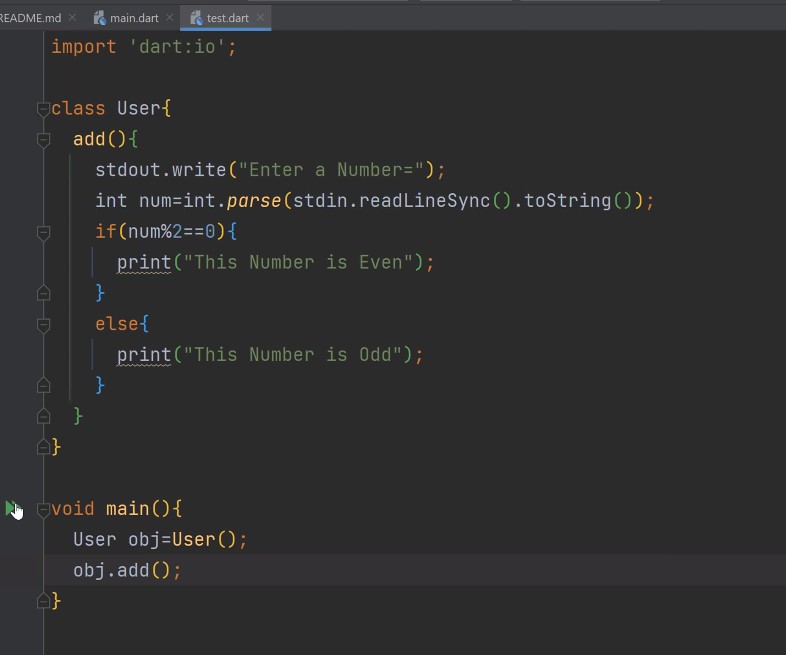 README.md main.dart test.dart
import 'dart:io';
class User{
add(){
stdout.write("Enter a Number=");
int num=int.parse(stdin.readLineSync().toString());
if(num%2==0){
print("This Number is Even");
}
else{
print("This Number is Odd");
}
}
}
void main(){
User obj=User();
obj.add();
}